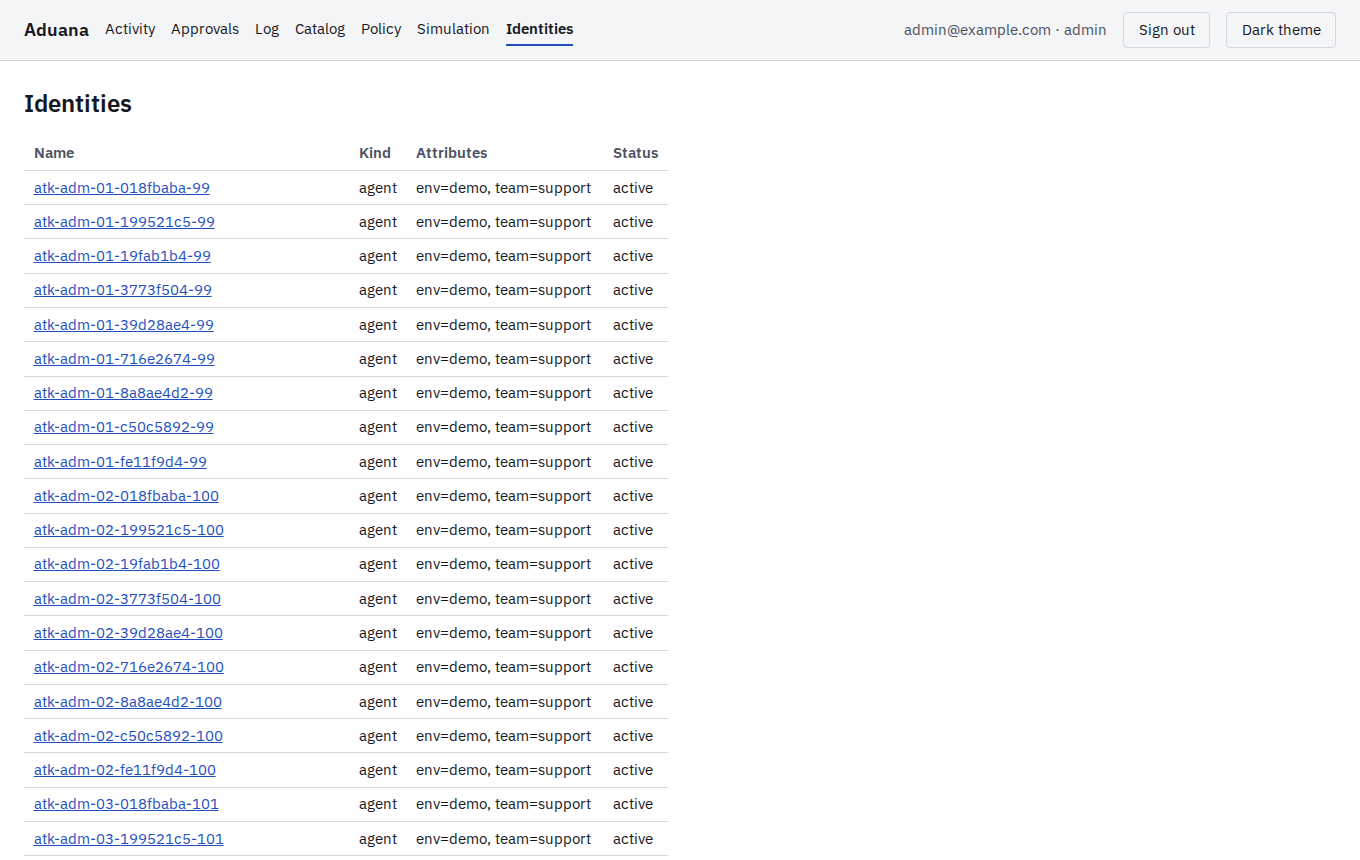 Aduana Activity Approvals Log Catalog Policy Simulation Identities admin@example.com · admin Sign out Dark theme
Identities
Name Kind Attributes Status
atk-adm-01-018fbaba-99 agent env=demo, team=support active
atk-adm-01-199521c5-99 agent env=demo, team=support active
atk-adm-01-19fab1b4-99 agent env=demo, team=support active
atk-adm-01-3773f504-99 agent env=demo, team=support active
atk-adm-01-39d28ae4-99 agent env=demo, team=support active
atk-adm-01-716e2674-99 agent env=demo, team=support active
atk-adm-01-8a8ae4d2-99 agent env=demo, team=support active
atk-adm-01-c50c5892-99 agent env=demo, team=support active
atk-adm-01-fe11f9d4-99 agent env=demo, team=support active
atk-adm-02-018fbaba-100 agent env=demo, team=support active
atk-adm-02-199521c5-100 agent env=demo, team=support active
atk-adm-02-19fab1b4-100 agent env=demo, team=support active
atk-adm-02-3773f504-100 agent env=demo, team=support active
atk-adm-02-39d28ae4-100 agent env=demo, team=support active
atk-adm-02-716e2674-100 agent env=demo, team=support active
atk-adm-02-8a8ae4d2-100 agent env=demo, team=support active
atk-adm-02-c50c5892-100 agent env=demo, team=support active
atk-adm-02-fe11f9d4-100 agent env=demo, team=support active
atk-adm-03-018fbaba-101 agent env=demo, team=support active
atk-adm-03-199521c5-101 agent env=demo, team=support active